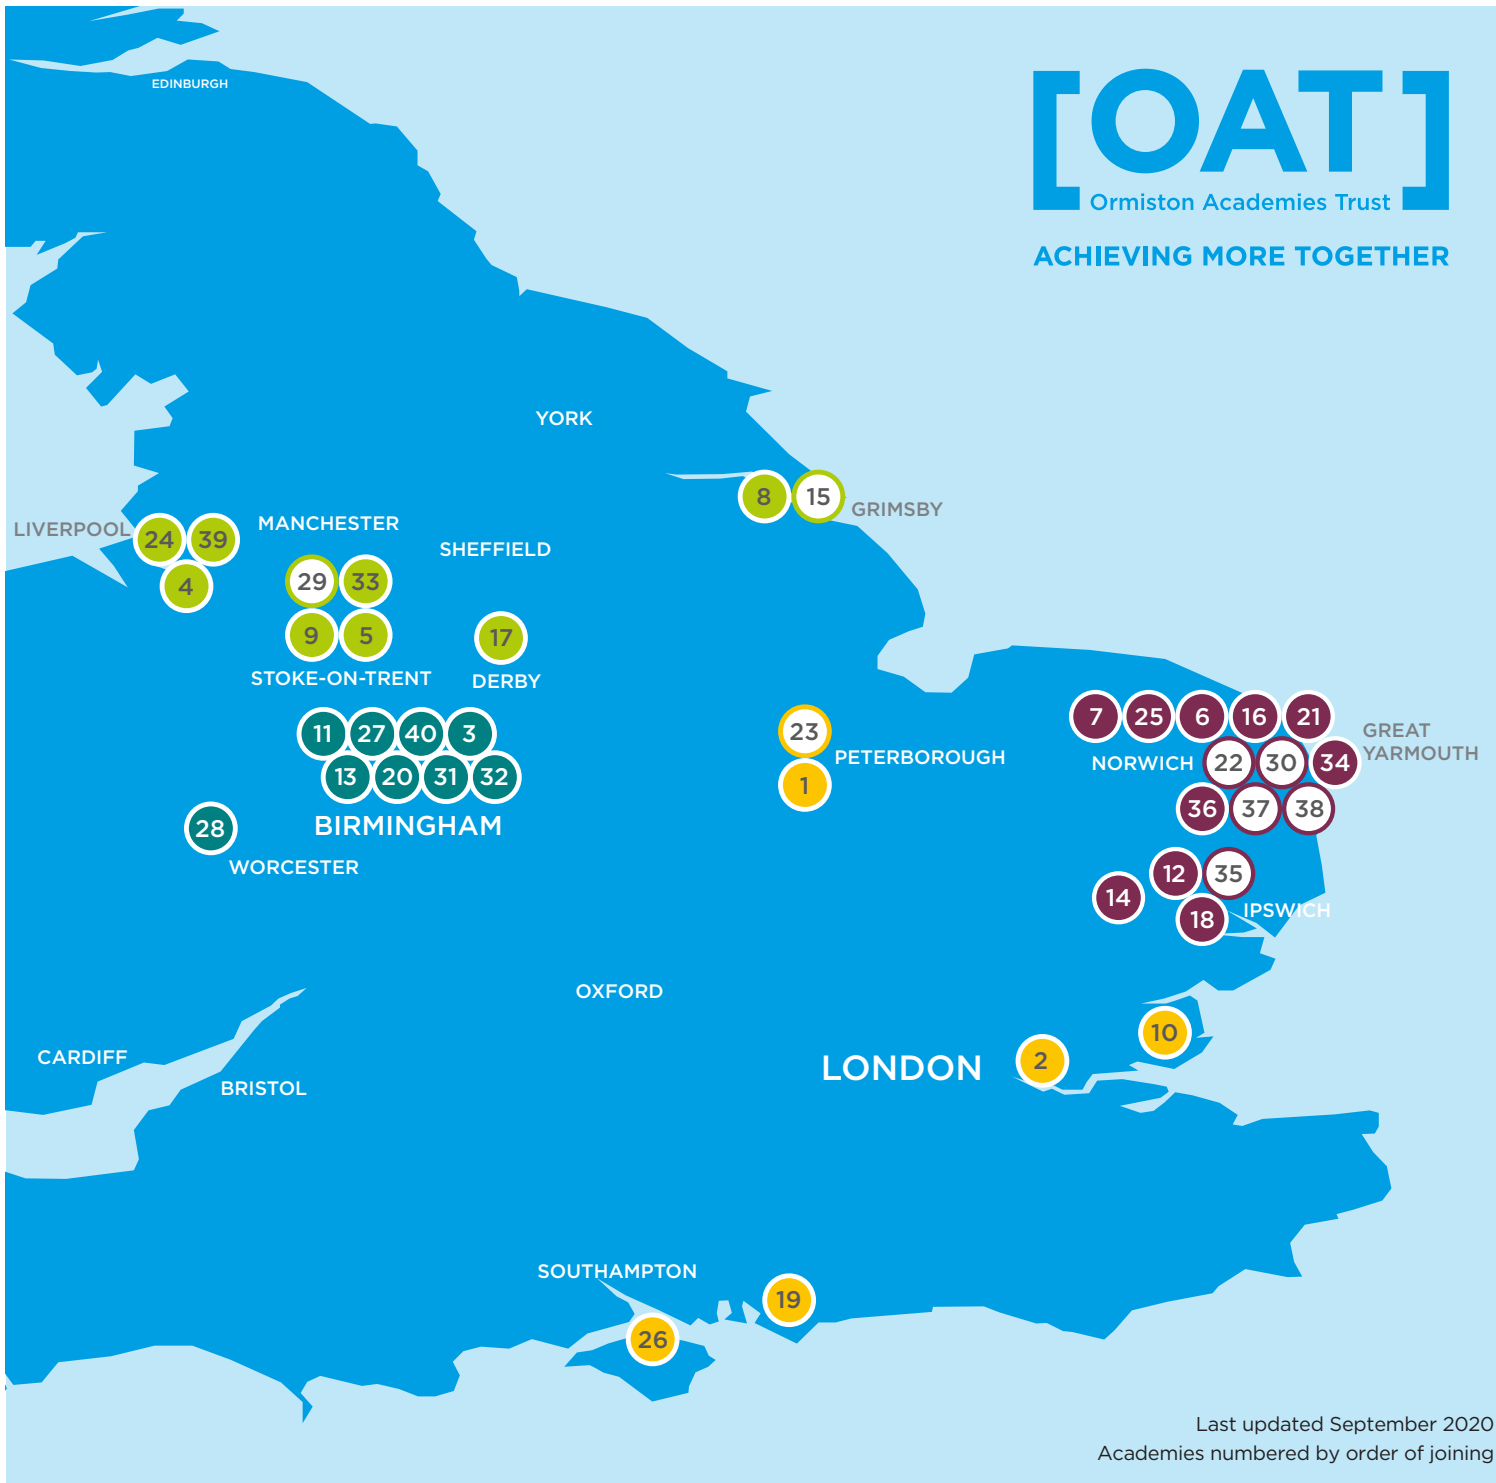 EDINBURGH
[OAT]
Ormiston Academies Trust
ACHIEVING MORE TOGETHER
YORK
8 15
GRIMSBY
LIVERPOOL
24 39
4
MANCHESTER
SHEFFIELD
29 33
9 5
STOKE-ON-TRENT
17
DERBY
11 27 40 3
13 20 31 32
BIRMINGHAM
28
WORCESTER
23
PETERBOROUGH
1
7 25 6 16 21
GREAT
YARMOUTH
NORWICH
22 30 34
36 37 38
12 35
14
18
IPSWICH
OXFORD
CARDIFF
BRISTOL
LONDON
2
10
SOUTHAMPTON
19
26
Last updated September 2020
Academies numbered by order of joining